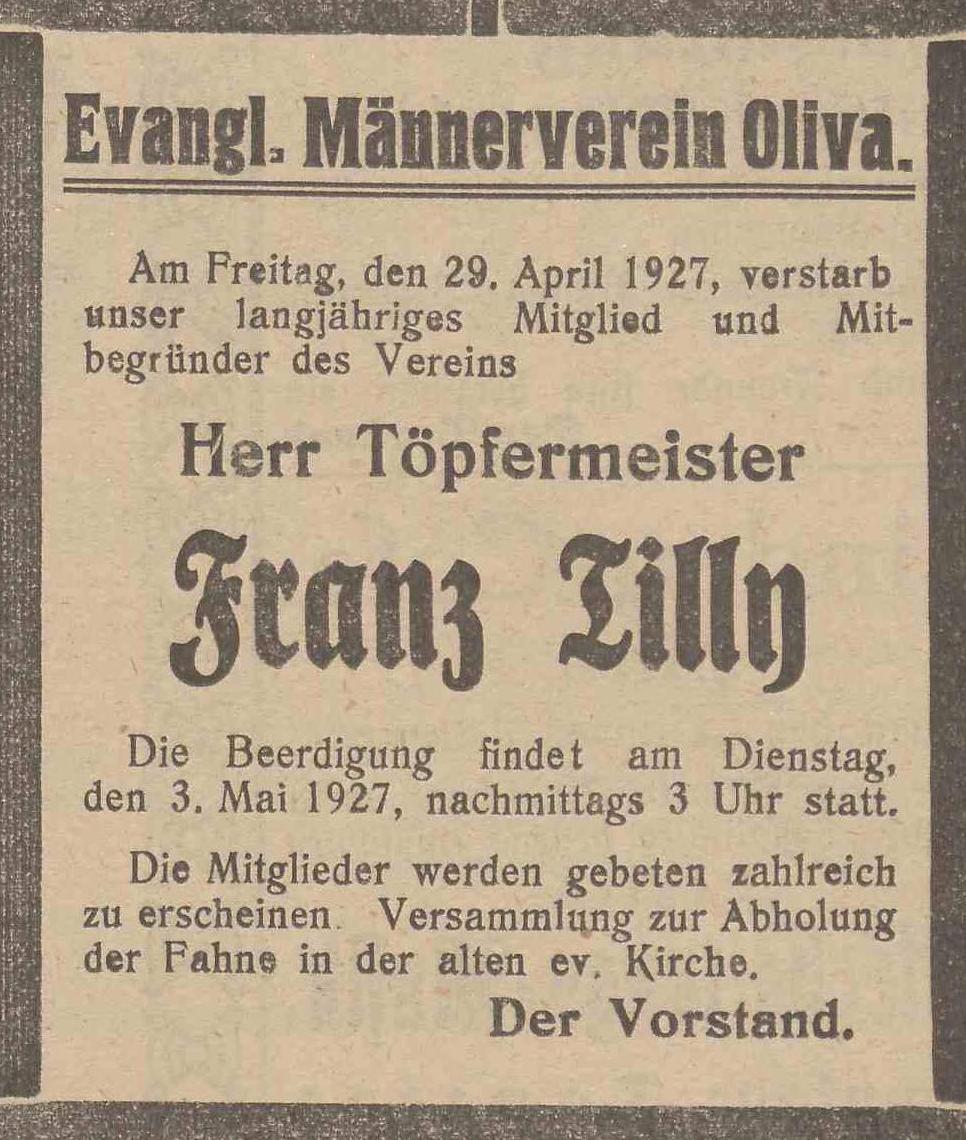 Evangl. Männerverein Oliva.
Am Freitag, den 29. April 1927, verstarb
unser langjähriges Mitglied und Mit-
begründer des Vereins
Herr Töpfermeister
Franz Tilly
Die Beerdigung findet am Dienstag,
den 3. Mai 1927, nachmittags 3 Uhr statt.
Die Mitglieder werden gebeten zahlreich
zu erscheinen. Versammlung zur Abholung
der Fahne in der alten ev. Kirche.
Der Vorstand.